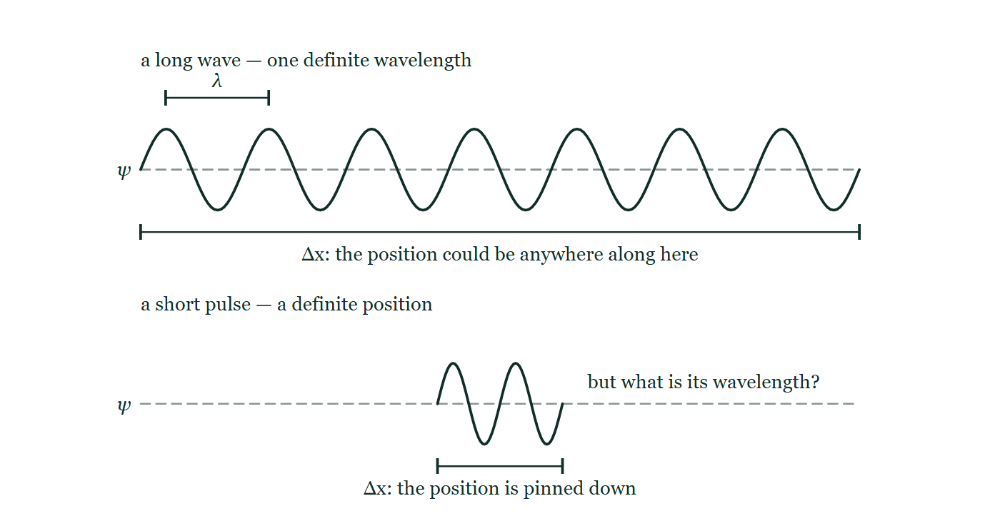 a long wave — one definite wavelength
λ
ψ
Δx: the position could be anywhere along here
a short pulse — a definite position
but what is its wavelength?
ψ
Δx: the position is pinned down